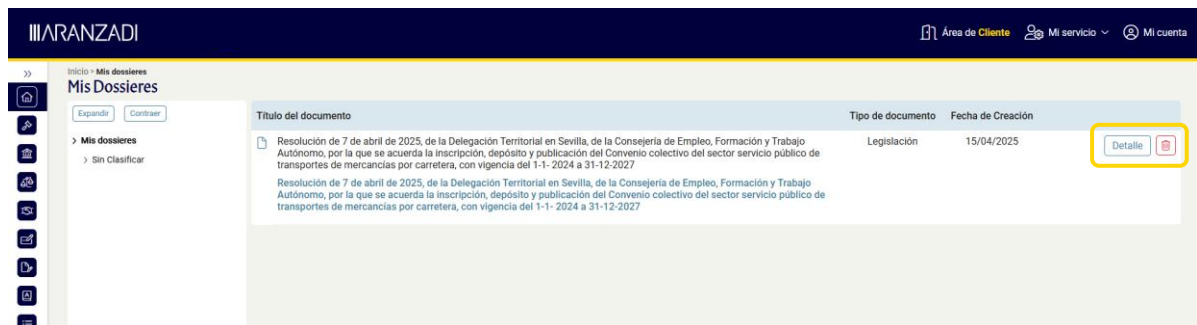 ARANZADI
Área de Cliente
Mi servicio
Mi cuenta
Inicio > Mis dossieres
Mis Dossieres
Expandir
Contraer
> Mis dossieres
> Sin Clasificar
Título del documento
Tipo de documento
Fecha de Creación
Resolución de 7 de abril de 2025, de la Delegación Territorial en Sevilla, de la Consejería de Empleo, Formación y Trabajo
Autónomo, por la que se acuerda la inscripción, depósito y publicación del Convenio colectivo del sector servicio público de
transportes de mercancías por carretera, con vigencia del 1-1- 2024 a 31-12-2027
Legislación
15/04/2025
Detalle
Resolución de 7 de abril de 2025, de la Delegación Territorial en Sevilla, de la Consejería de Empleo, Formación y Trabajo
Autónomo, por la que se acuerda la inscripción, depósito y publicación del Convenio colectivo del sector servicio público de
transportes de mercancías por carretera, con vigencia del 1-1- 2024 a 31-12-2027